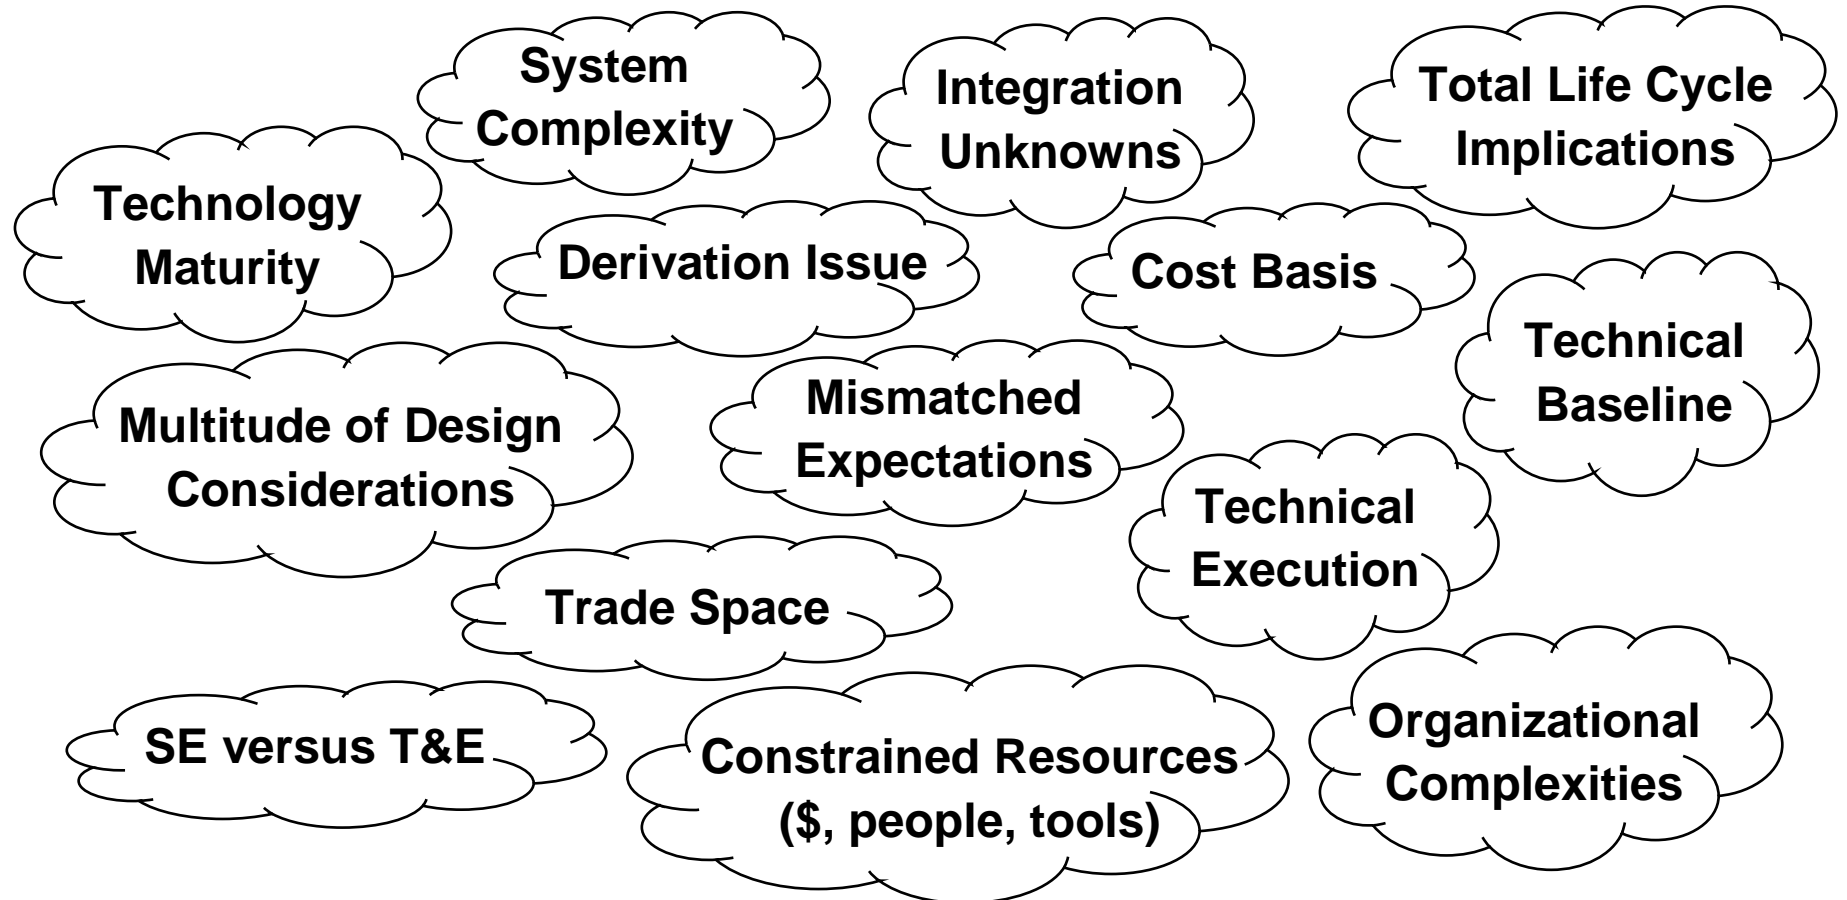 System
Complexity
Integration
Unknowns
Total Life Cycle
Implications
Technology
Maturity
Derivation Issue
Cost Basis
Technical
Baseline
Multitude of Design
Considerations
Mismatched
Expectations
Technical
Execution
Trade Space
SE versus T&E
Constrained Resources
($, people, tools)
Organizational
Complexities